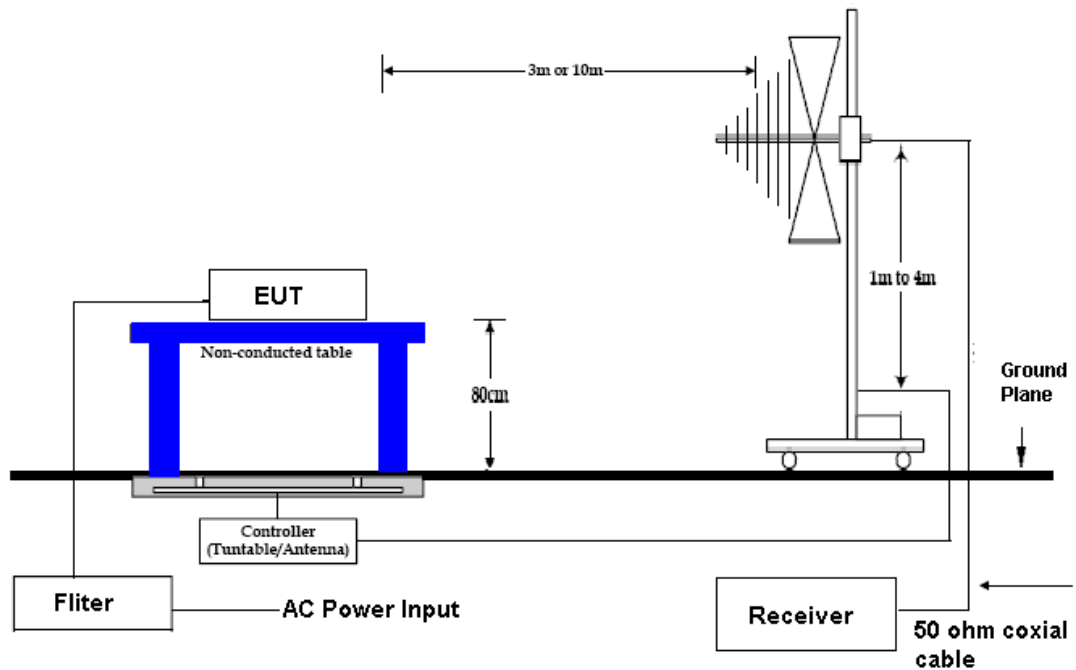 3m or 10m
EUT
Non-conducted table
1m to 4m
80cm
Ground
Plane
Controller
(Tuntable/Antenna)
Fliter
AC Power Input
Receiver
50 ohm coxial
cable